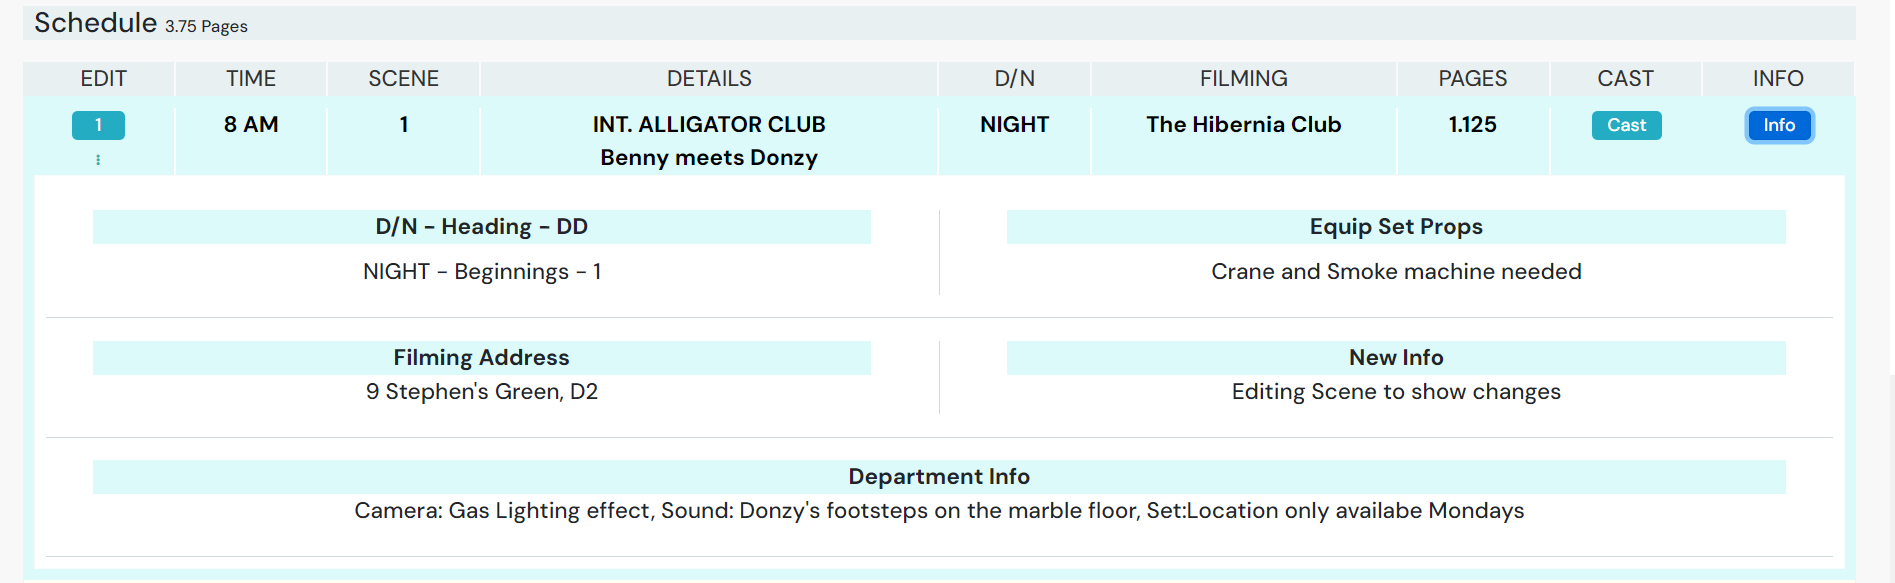 Schedule 3.75 Pages
EDIT TIME SCENE DETAILS D/N FILMING PAGES CAST INFO
1 8 AM 1 INT. ALLIGATOR CLUB NIGHT The Hibernia Club 1.125 Cast Info
Benny meets Donzy
D/N - Heading - DD Equip Set Props
NIGHT - Beginnings - 1 Crane and Smoke machine needed
Filming Address New Info
9 Stephen's Green, D2 Editing Scene to show changes
Department Info
Camera: Gas Lighting effect, Sound: Donzy's footsteps on the marble floor, Set:Location only availabe Mondays